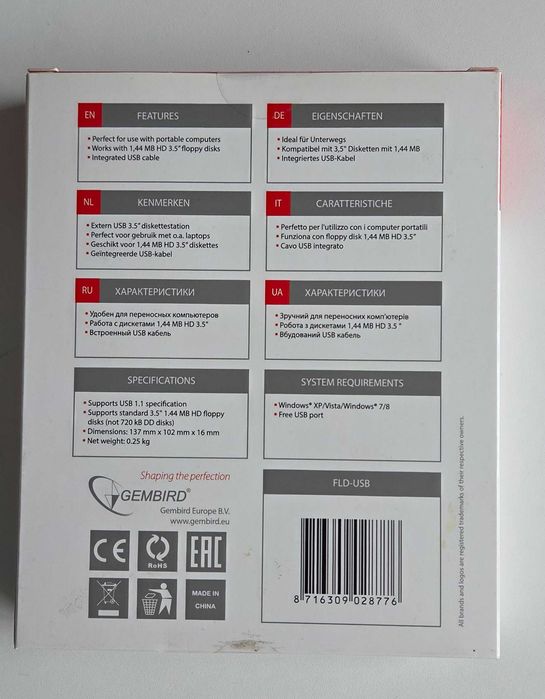 EN FEATURES
• Perfect for use with portable computers
• Works with 1,44 MB HD 3.5" floppy disks
• Integrated USB cable
DE EIGENSCHAFTEN
• Ideal für Unterwegs
• Kompatibel mit 3,5" Disketten mit 1,44 MB
• Integriertes USB-Kabel
NL KENMERKEN
• Extern USB 3.5" diskettestation
• Perfect voor gebruik met o.a. laptops
• Geschikt voor 1,44 MB HD 3.5" diskettes
• Geïntegreerde USB-kabel
IT CARATTERISTICHE
• Perfetto per l'utilizzo con i computer portatili
• Funziona con floppy disk 1,44 MB HD 3.5"
• Cavo USB integrato
RU ХАРАКТЕРИСТИКИ
• Удобен для переносных компьютеров
• Работа с дискетами 1,44 MB HD 3.5"
• Встроенный USB кабель
UA ХАРАКТЕРИСТИКИ
• Зручний для переносних комп'ютерів
• Робота з дискетами 1,44 MB HD 3.5 "
• Вбудований USB кабель
SPECIFICATIONS
• Supports USB 1.1 specification
• Supports standard 3.5" 1.44 MB HD floppy
disks (not 720 kB DD disks)
• Dimensions: 137 mm x 102 mm x 16 mm
• Net weight: 0.25 kg
SYSTEM REQUIREMENTS
• Windows® XP/Vista/Windows® 7/8
• Free USB port
Shaping the perfection
GEMBIRD®
Gembird Europe B.V.
www.gembird.eu
CE
RoHS
EAC
MADE IN
CHINA
FLD-USB
8 716309 028776
All brands and logos are registered trademarks of their respective owners.